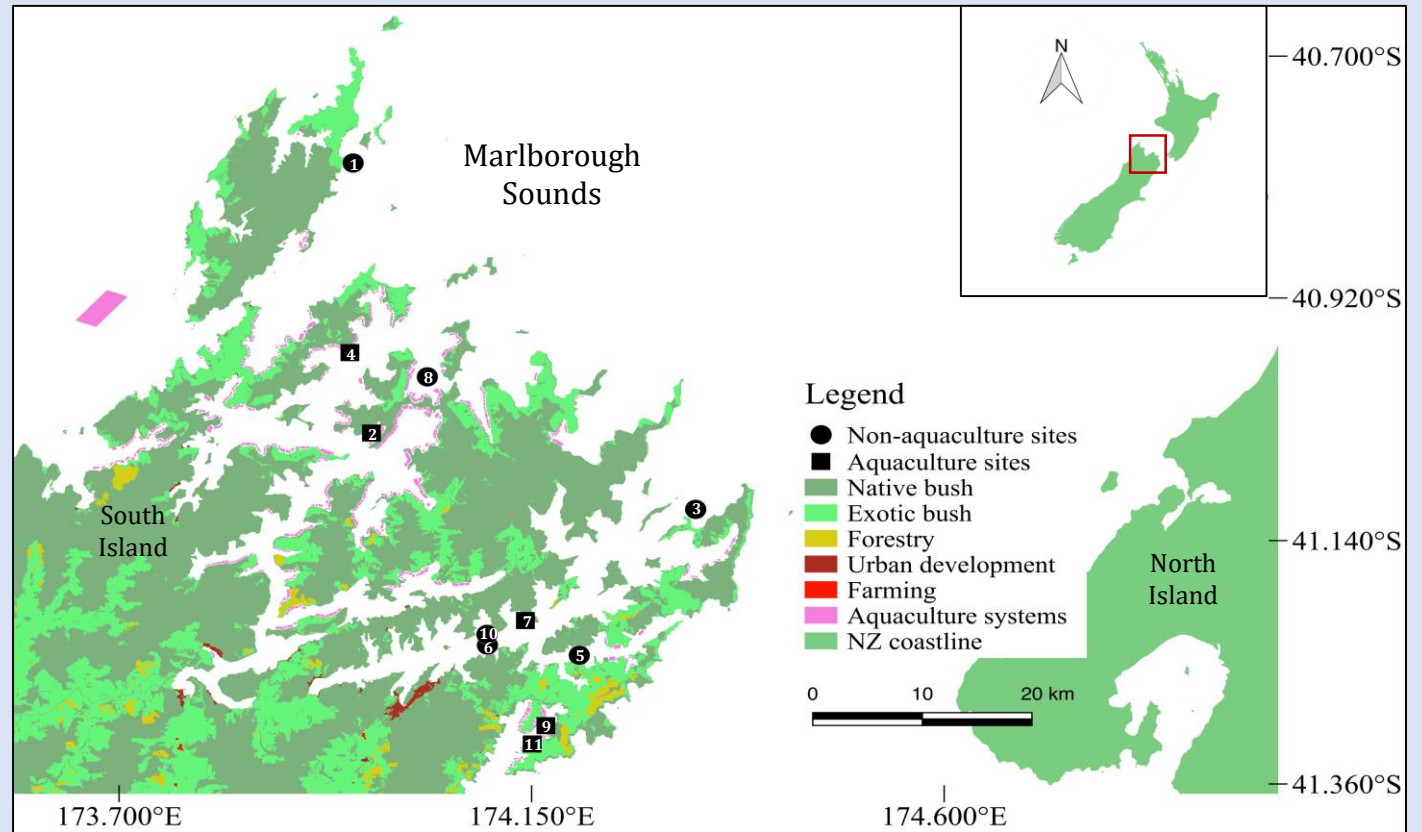 N
40.700°S
1
Marlborough
Sounds
40.920°S
4
8
2
Legend
Non-aquaculture sites
Aquaculture sites
Native bush
Exotic bush
Forestry
Urban development
Farming
Aquaculture systems
NZ coastline
South
Island
3
41.140°S
North
Island
7
10
6
5
0 10 20 km
9
11
41.360°S
173.700°E 174.150°E 174.600°E